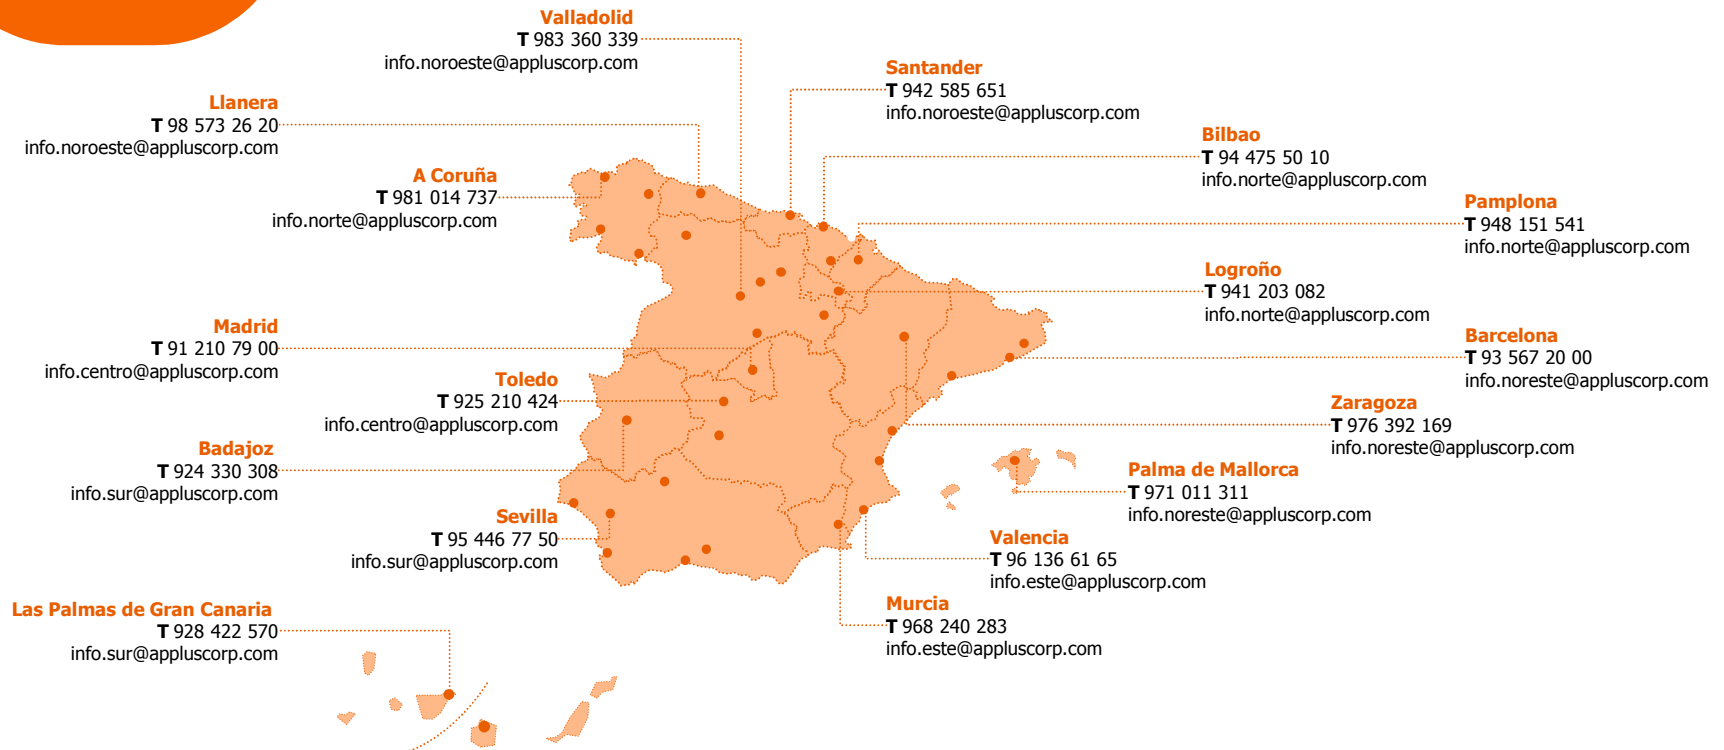 Valladolid
T 983 360 339
info.noroeste@appluscorp.com
Santander
T 942 585 651
info.noroeste@appluscorp.com
Llanera
T 98 573 26 20
info.noroeste@appluscorp.com
Bilbao
T 94 475 50 10
info.norte@appluscorp.com
A Coruña
T 981 014 737
info.norte@appluscorp.com
Pamplona
T 948 151 541
info.norte@appluscorp.com
Logroño
T 941 203 082
info.norte@appluscorp.com
Madrid
T 91 210 79 00
info.centro@appluscorp.com
Barcelona
T 93 567 20 00
info.noreste@appluscorp.com
Toledo
T 925 210 424
info.centro@appluscorp.com
Zaragoza
T 976 392 169
info.noreste@appluscorp.com
Badajoz
T 924 330 308
info.sur@appluscorp.com
Palma de Mallorca
T 971 011 311
info.noreste@appluscorp.com
Sevilla
T 95 446 77 50
info.sur@appluscorp.com
Valencia
T 96 136 61 65
info.este@appluscorp.com
Las Palmas de Gran Canaria
T 928 422 570
info.sur@appluscorp.com
Murcia
T 968 240 283
info.este@appluscorp.com